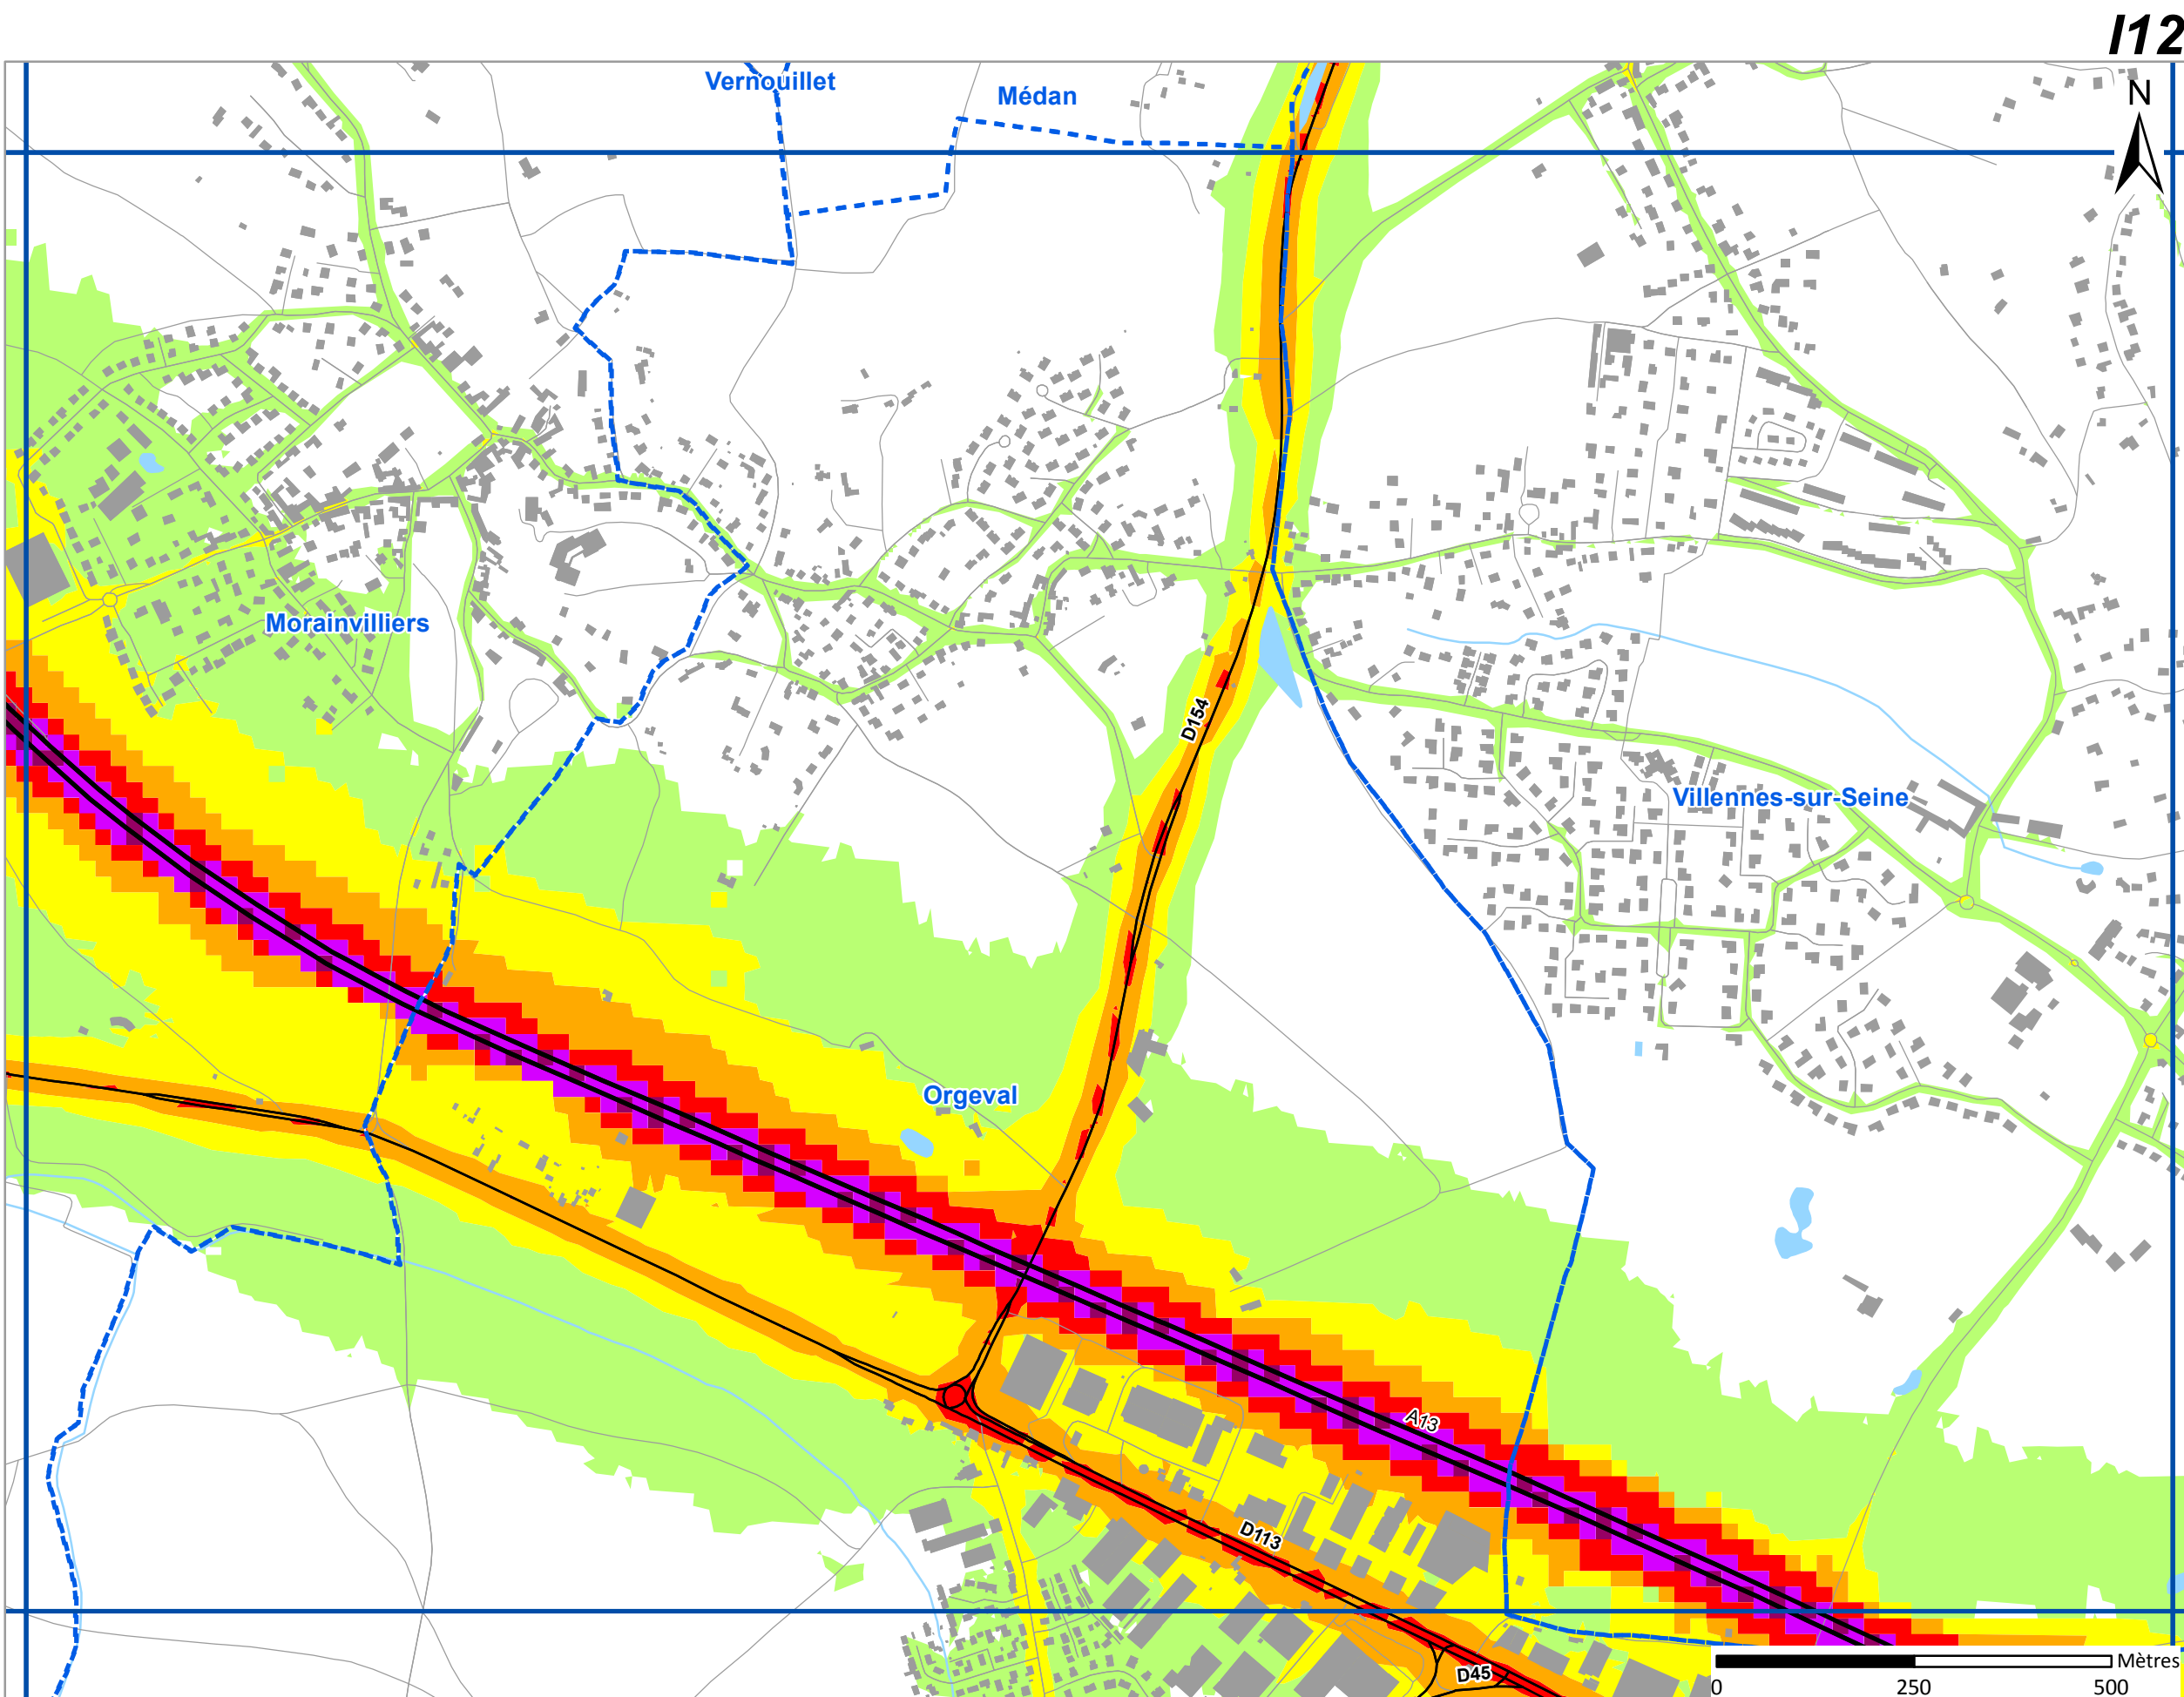 I12
Vernouillet
Médan
N
Morainvilliers
D154
Villennes-sur-Seine
Orgeval
A13
D113
D45
Mètres
0 250 500